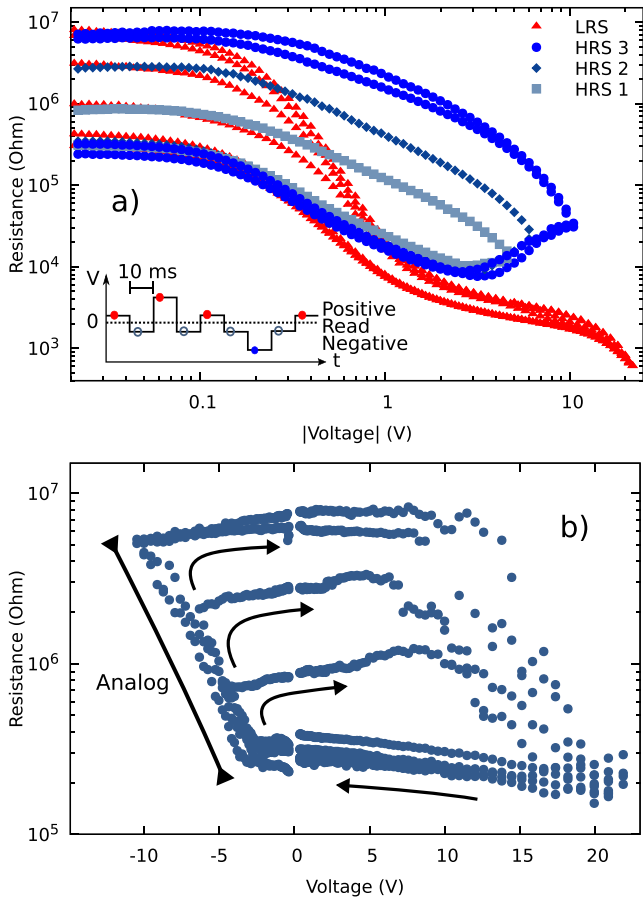 10⁷
10⁶
10⁵
10⁴
10³
Resistance (Ohm)
LRS
HRS 3
HRS 2
HRS 1
a)
V
10 ms
0
Positive
Read
Negative
t
0.1
1
10
|Voltage| (V)
10⁷
10⁶
10⁵
Resistance (Ohm)
b)
Analog
-10
-5
0
5
10
15
20
Voltage (V)